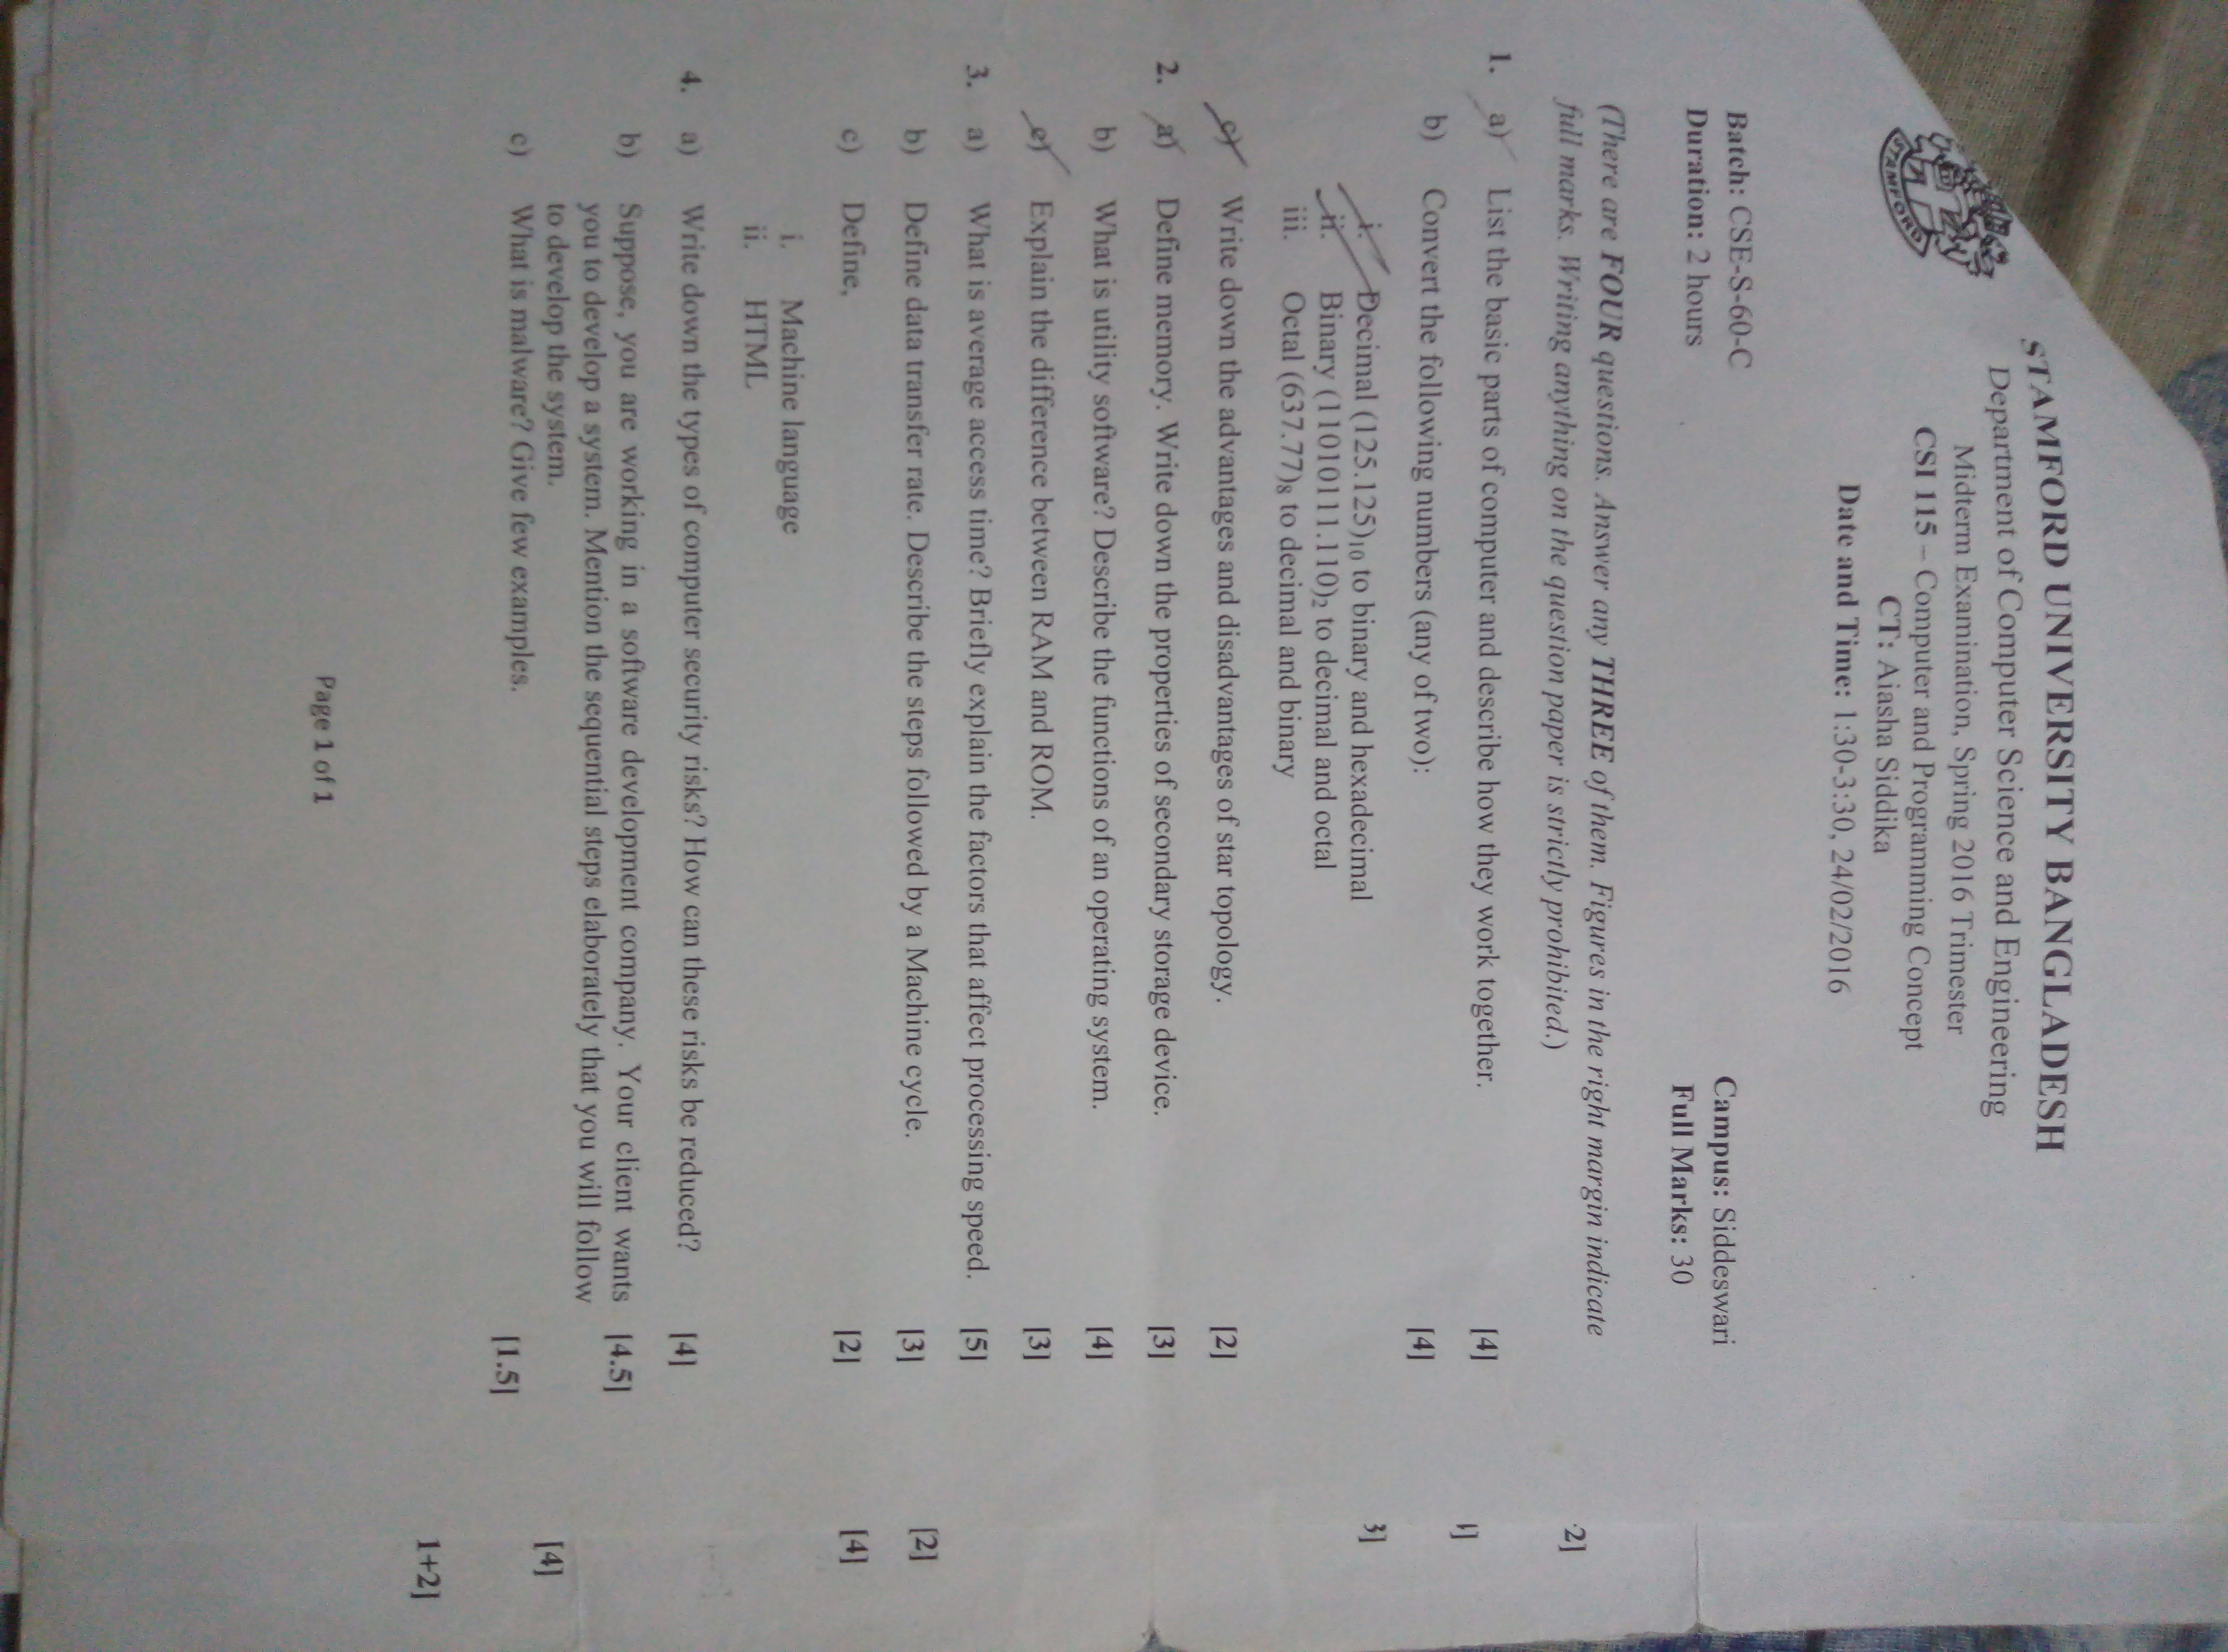 STAMFORD UNIVERSITY BANGLADESH
Department of Computer Science and Engineering
Midterm Examination, Spring 2016 Trimester
CSI 115 – Computer and Programming Concept
CT: Aiasha Siddika
Date and Time: 1:30-3:30, 24/02/2016
STAMFORD
Batch: CSE-S-60-C Campus: Siddeswari
Duration: 2 hours Full Marks: 30
(There are FOUR questions. Answer any THREE of them. Figures in the right margin indicate
full marks. Writing anything on the question paper is strictly prohibited.)
1. a) List the basic parts of computer and describe how they work together. [4]
b) Convert the following numbers (any of two): [4]
i. Decimal (125.125)10 to binary and hexadecimal
ii. Binary (11010111.110)2 to decimal and octal
iii. Octal (637.77)8 to decimal and binary
c) Write down the advantages and disadvantages of star topology. [2]
2. a) Define memory. Write down the properties of secondary storage device. [3]
b) What is utility software? Describe the functions of an operating system. [4]
c) Explain the difference between RAM and ROM. [3]
3. a) What is average access time? Briefly explain the factors that affect processing speed. [5]
b) Define data transfer rate. Describe the steps followed by a Machine cycle. [3]
c) Define, [2]
i. Machine language
ii. HTML
4. a) Write down the types of computer security risks? How can these risks be reduced? [4]
b) Suppose, you are working in a software development company. Your client wants [4.5]
you to develop a system. Mention the sequential steps elaborately that you will follow
to develop the system.
c) What is malware? Give few examples. [1.5]
Page 1 of 1
2]
3]
[2]
[4]
[4]
1+2]